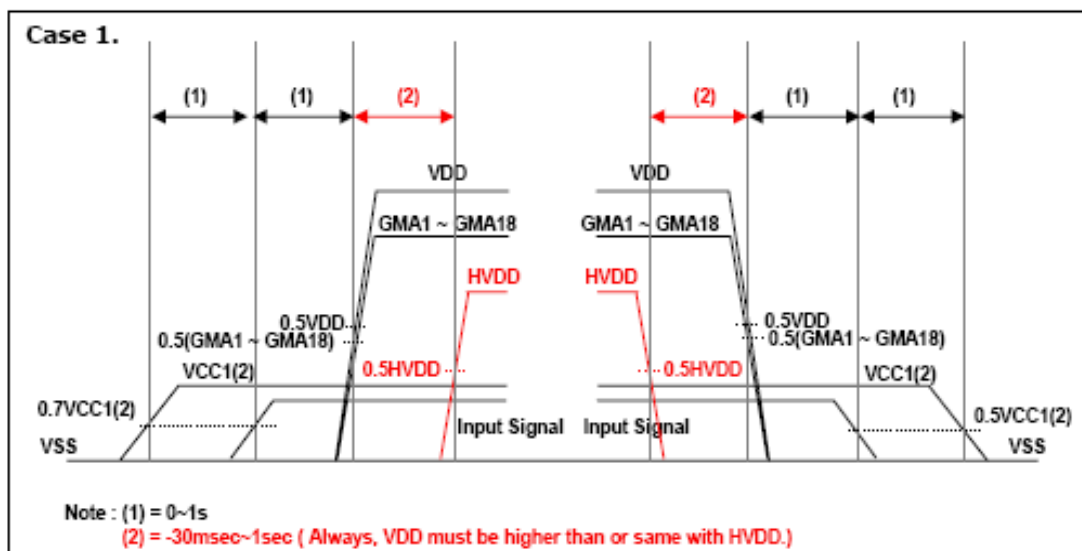 Case 1.
(1) (1) (2) (2) (1) (1)
VDD VDD
GMA1 ~ GMA18 GMA1 ~ GMA18
HVDD HVDD
0.5VDD 0.5VDD
0.5(GMA1 ~ GMA18) 0.5(GMA1 ~ GMA18)
VCC1(2) 0.5HVDD 0.5HVDD VCC1(2)
0.7VCC1(2) 0.5VCC1(2)
Input Signal Input Signal
VSS VSS
Note : (1) = 0~1s
(2) = -30msec~1sec ( Always, VDD must be higher than or same with HVDD.)